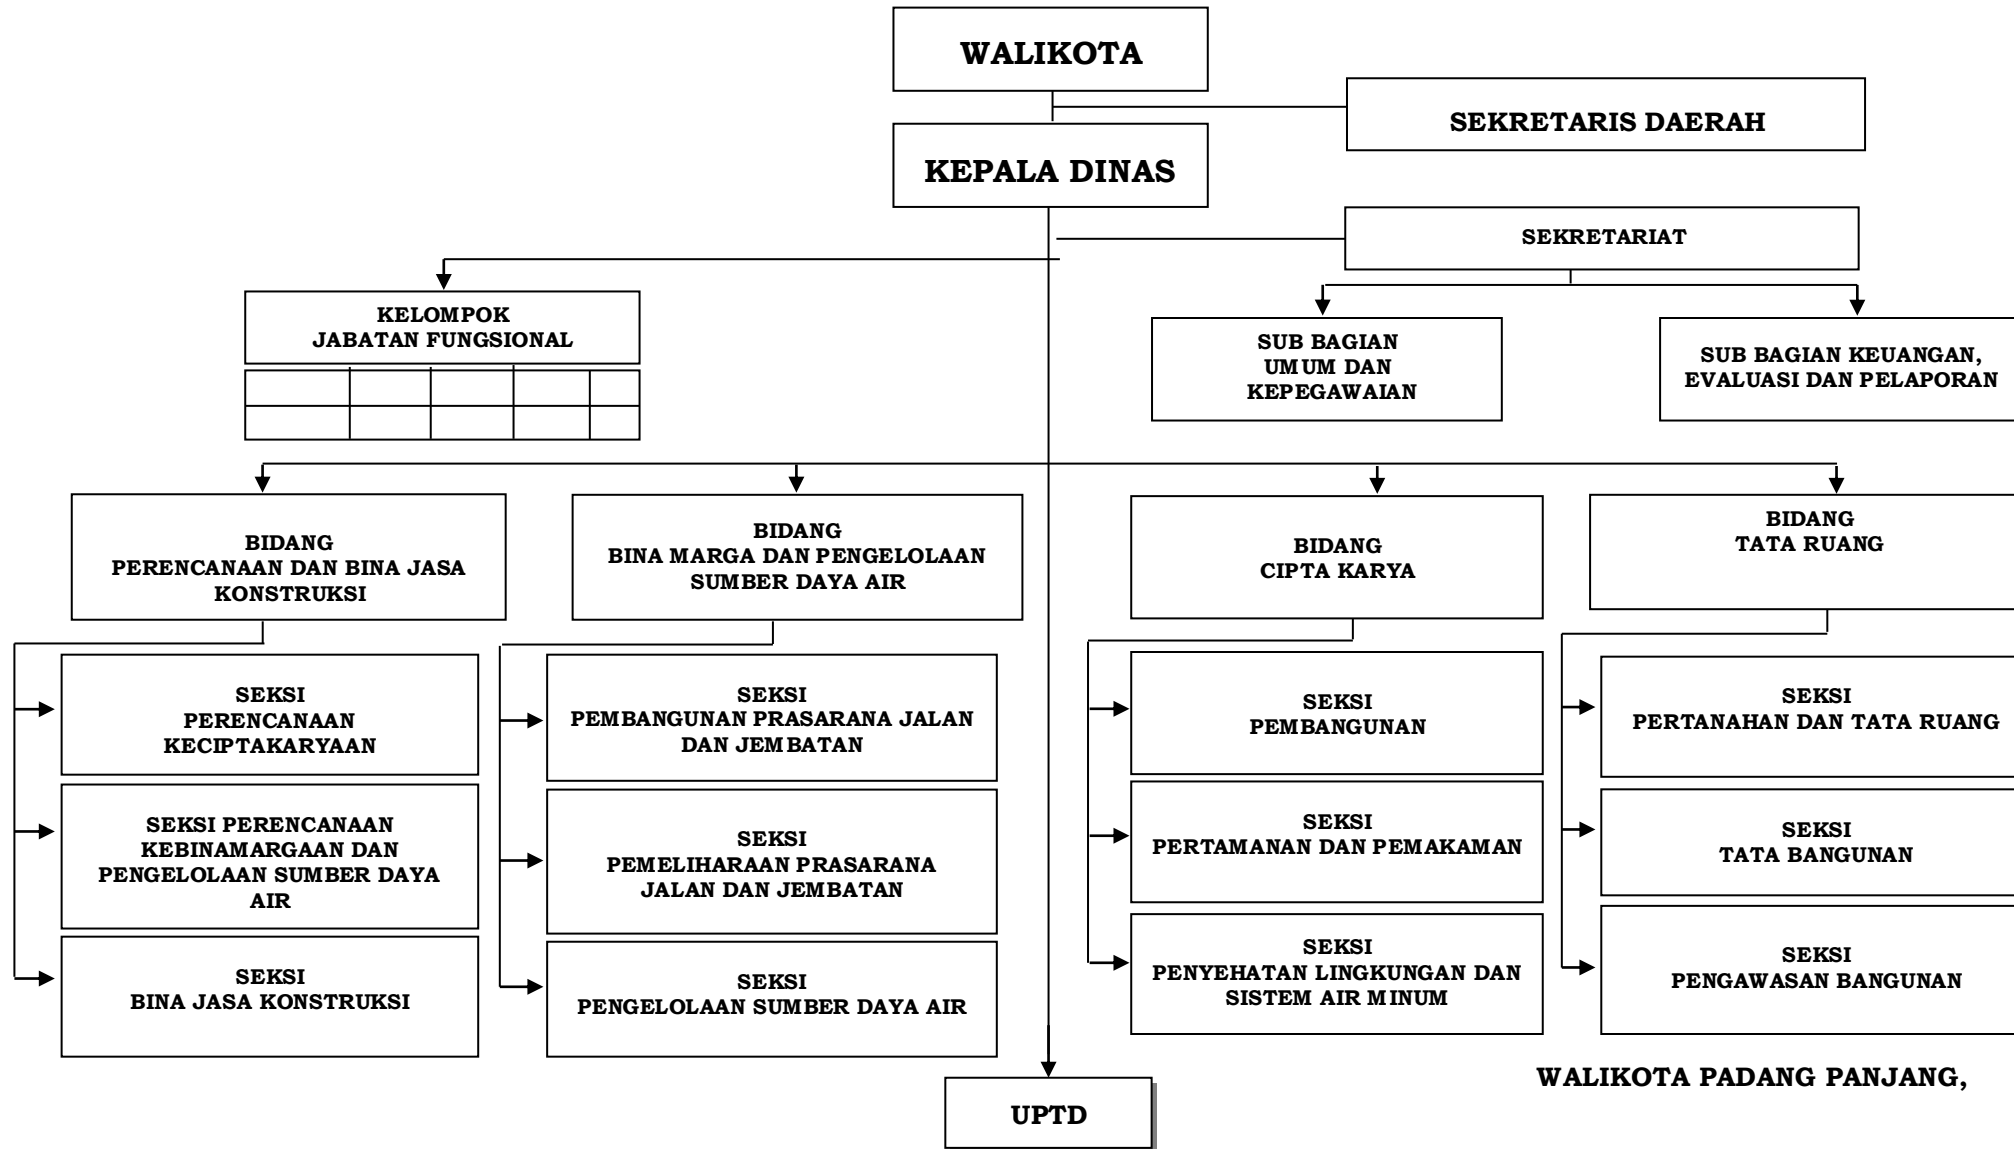 WALIKOTA
SEKRETARIS DAERAH
KEPALA DINAS
SEKRETARIAT
KELOMPOK
JABATAN FUNGSIONAL
SUB BAGIAN
UMUM DAN
KEPEGAWAIAN
SUB BAGIAN KEUANGAN,
EVALUASI DAN PELAPORAN
BIDANG
PERENCANAAN DAN BINA JASA
KONSTRUKSI
BIDANG
BINA MARGA DAN PENGELOLAAN
SUMBER DAYA AIR
BIDANG
CIPTA KARYA
BIDANG
TATA RUANG
SEKSI
PERENCANAAN
KECIPTAKARYAAN
SEKSI PERENCANAAN
KEBINAMARGAAN DAN
PENGELOLAAN SUMBER DAYA
AIR
SEKSI
BINA JASA KONSTRUKSI
SEKSI
PEMBANGUNAN PRASARANA JALAN
DAN JEMBATAN
SEKSI
PEMELIHARAAN PRASARANA
JALAN DAN JEMBATAN
SEKSI
PENGELOLAAN SUMBER DAYA AIR
SEKSI
PEMBANGUNAN
SEKSI
PERTAMANAN DAN PEMAKAMAN
SEKSI
PENYEHATAN LINGKUNGAN DAN
SISTEM AIR MINUM
SEKSI
PERTANAHAN DAN TATA RUANG
SEKSI
TATA BANGUNAN
SEKSI
PENGAWASAN BANGUNAN
UPTD
WALIKOTA PADANG PANJANG,